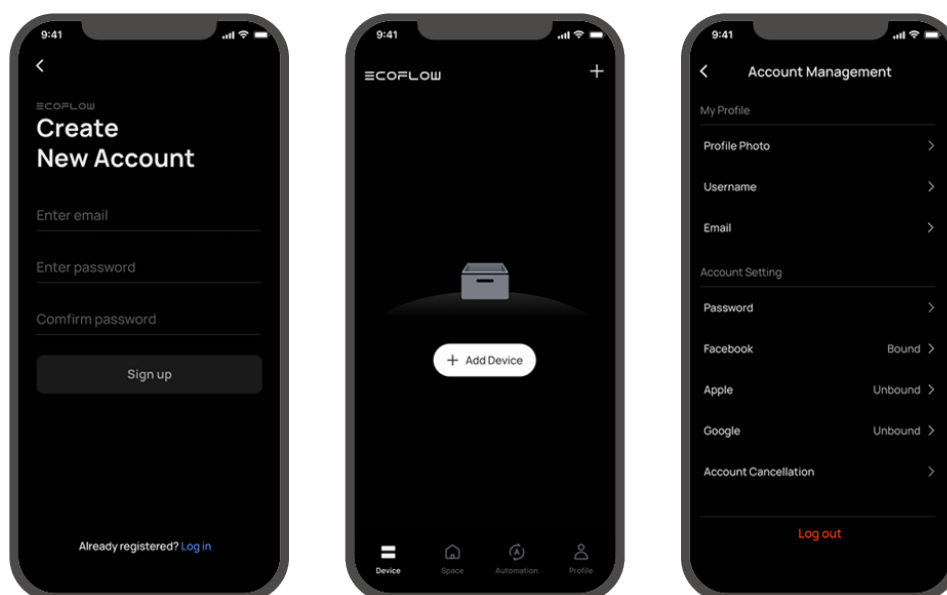 9:41
ECOFLOW
Create
New Account
Enter email
Enter password
Comfirm password
Sign up
Already registered? Log in
9:41
ECOFLOW
+
+ Add Device
Device
Space
Automation
Profile
9:41
Account Management
My Profile
Profile Photo
Username
Email
Account Setting
Password
Facebook Bound
Apple Unbound
Google Unbound
Account Cancellation
Log out